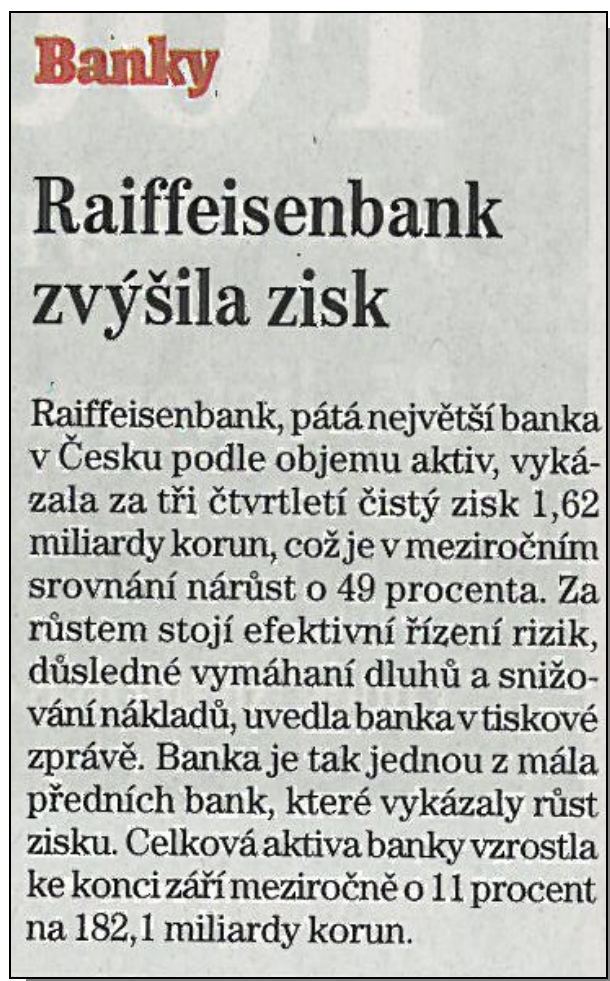 Banky
Raiffeisenbank
zvýšila zisk
Raiffeisenbank, pátá největší banka
v Česku podle objemu aktiv, vyká-
zala za tři čtvrtletí čistý zisk 1,62
miliardy korun, což je v meziročním
srovnání nárůst o 49 procenta. Za
růstem stojí efektivní řízení rizik,
důsledné vymáhaní dluhů a snižo-
vání nákladů, uvedla banka v tiskové
zprávě. Banka je tak jednou z mála
předních bank, které vykázaly růst
zisku. Celková aktiva banky vzrostla
ke konci září meziročně o 11 procent
na 182,1 miliardy korun.